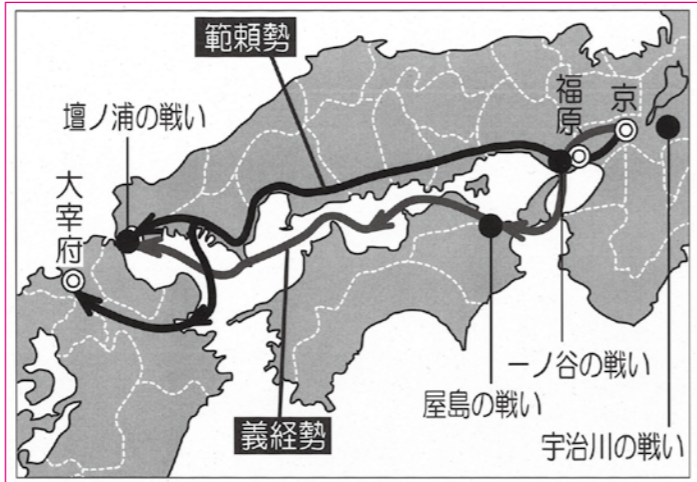 範頼勢
壇ノ浦の戦い
福原
京
大宰府
一ノ谷の戦い
屋島の戦い
義経勢
宇治川の戦い